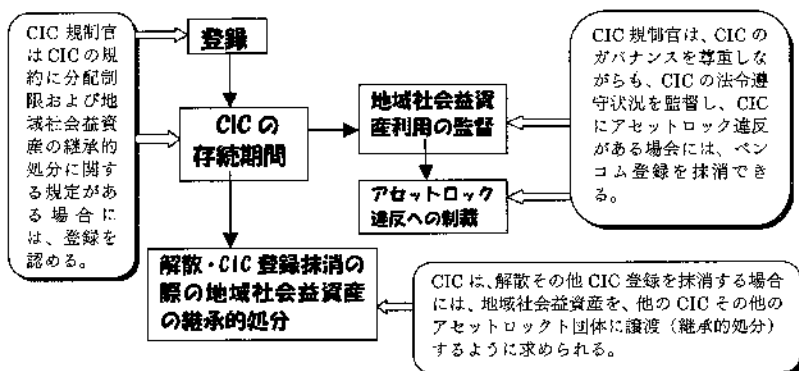 CIC 規制官
は CIC の規
約に分配制
限および地
域社会益資
産の継承的
処分に関す
る規定があ
る場合に
は、登録を
認める。
登録
CIC の
存続期間
地域社会益資
産利用の監督
アセットロック
違反への制裁
CIC 規制官は、CIC の
ガバナンスを尊重しな
がらも、CIC の法令遵
守状況を監督し、CIC
にアセットロック違反
がある場合には、ベン
コム登録を抹消でき
る。
解散・CIC 登録抹消の
際の地域社会益資産
の継承的処分
CIC は、解散その他 CIC 登録を抹消する場合
には、地域社会益資産を、他の CIC その他の
アセットロックト団体に譲渡（継承的処分）
するように求められる。